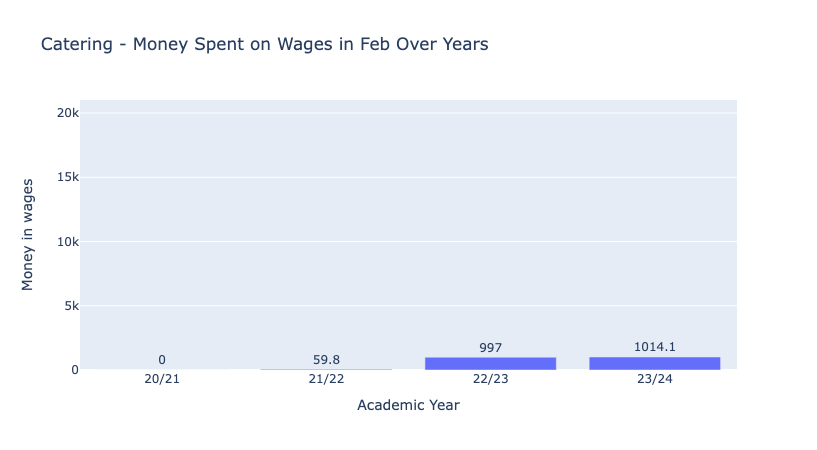 Catering - Money Spent on Wages in Feb Over Years
Money in wages
20k
15k
10k
5k
0
0
59.8
997
1014.1
20/21
21/22
22/23
23/24
Academic Year